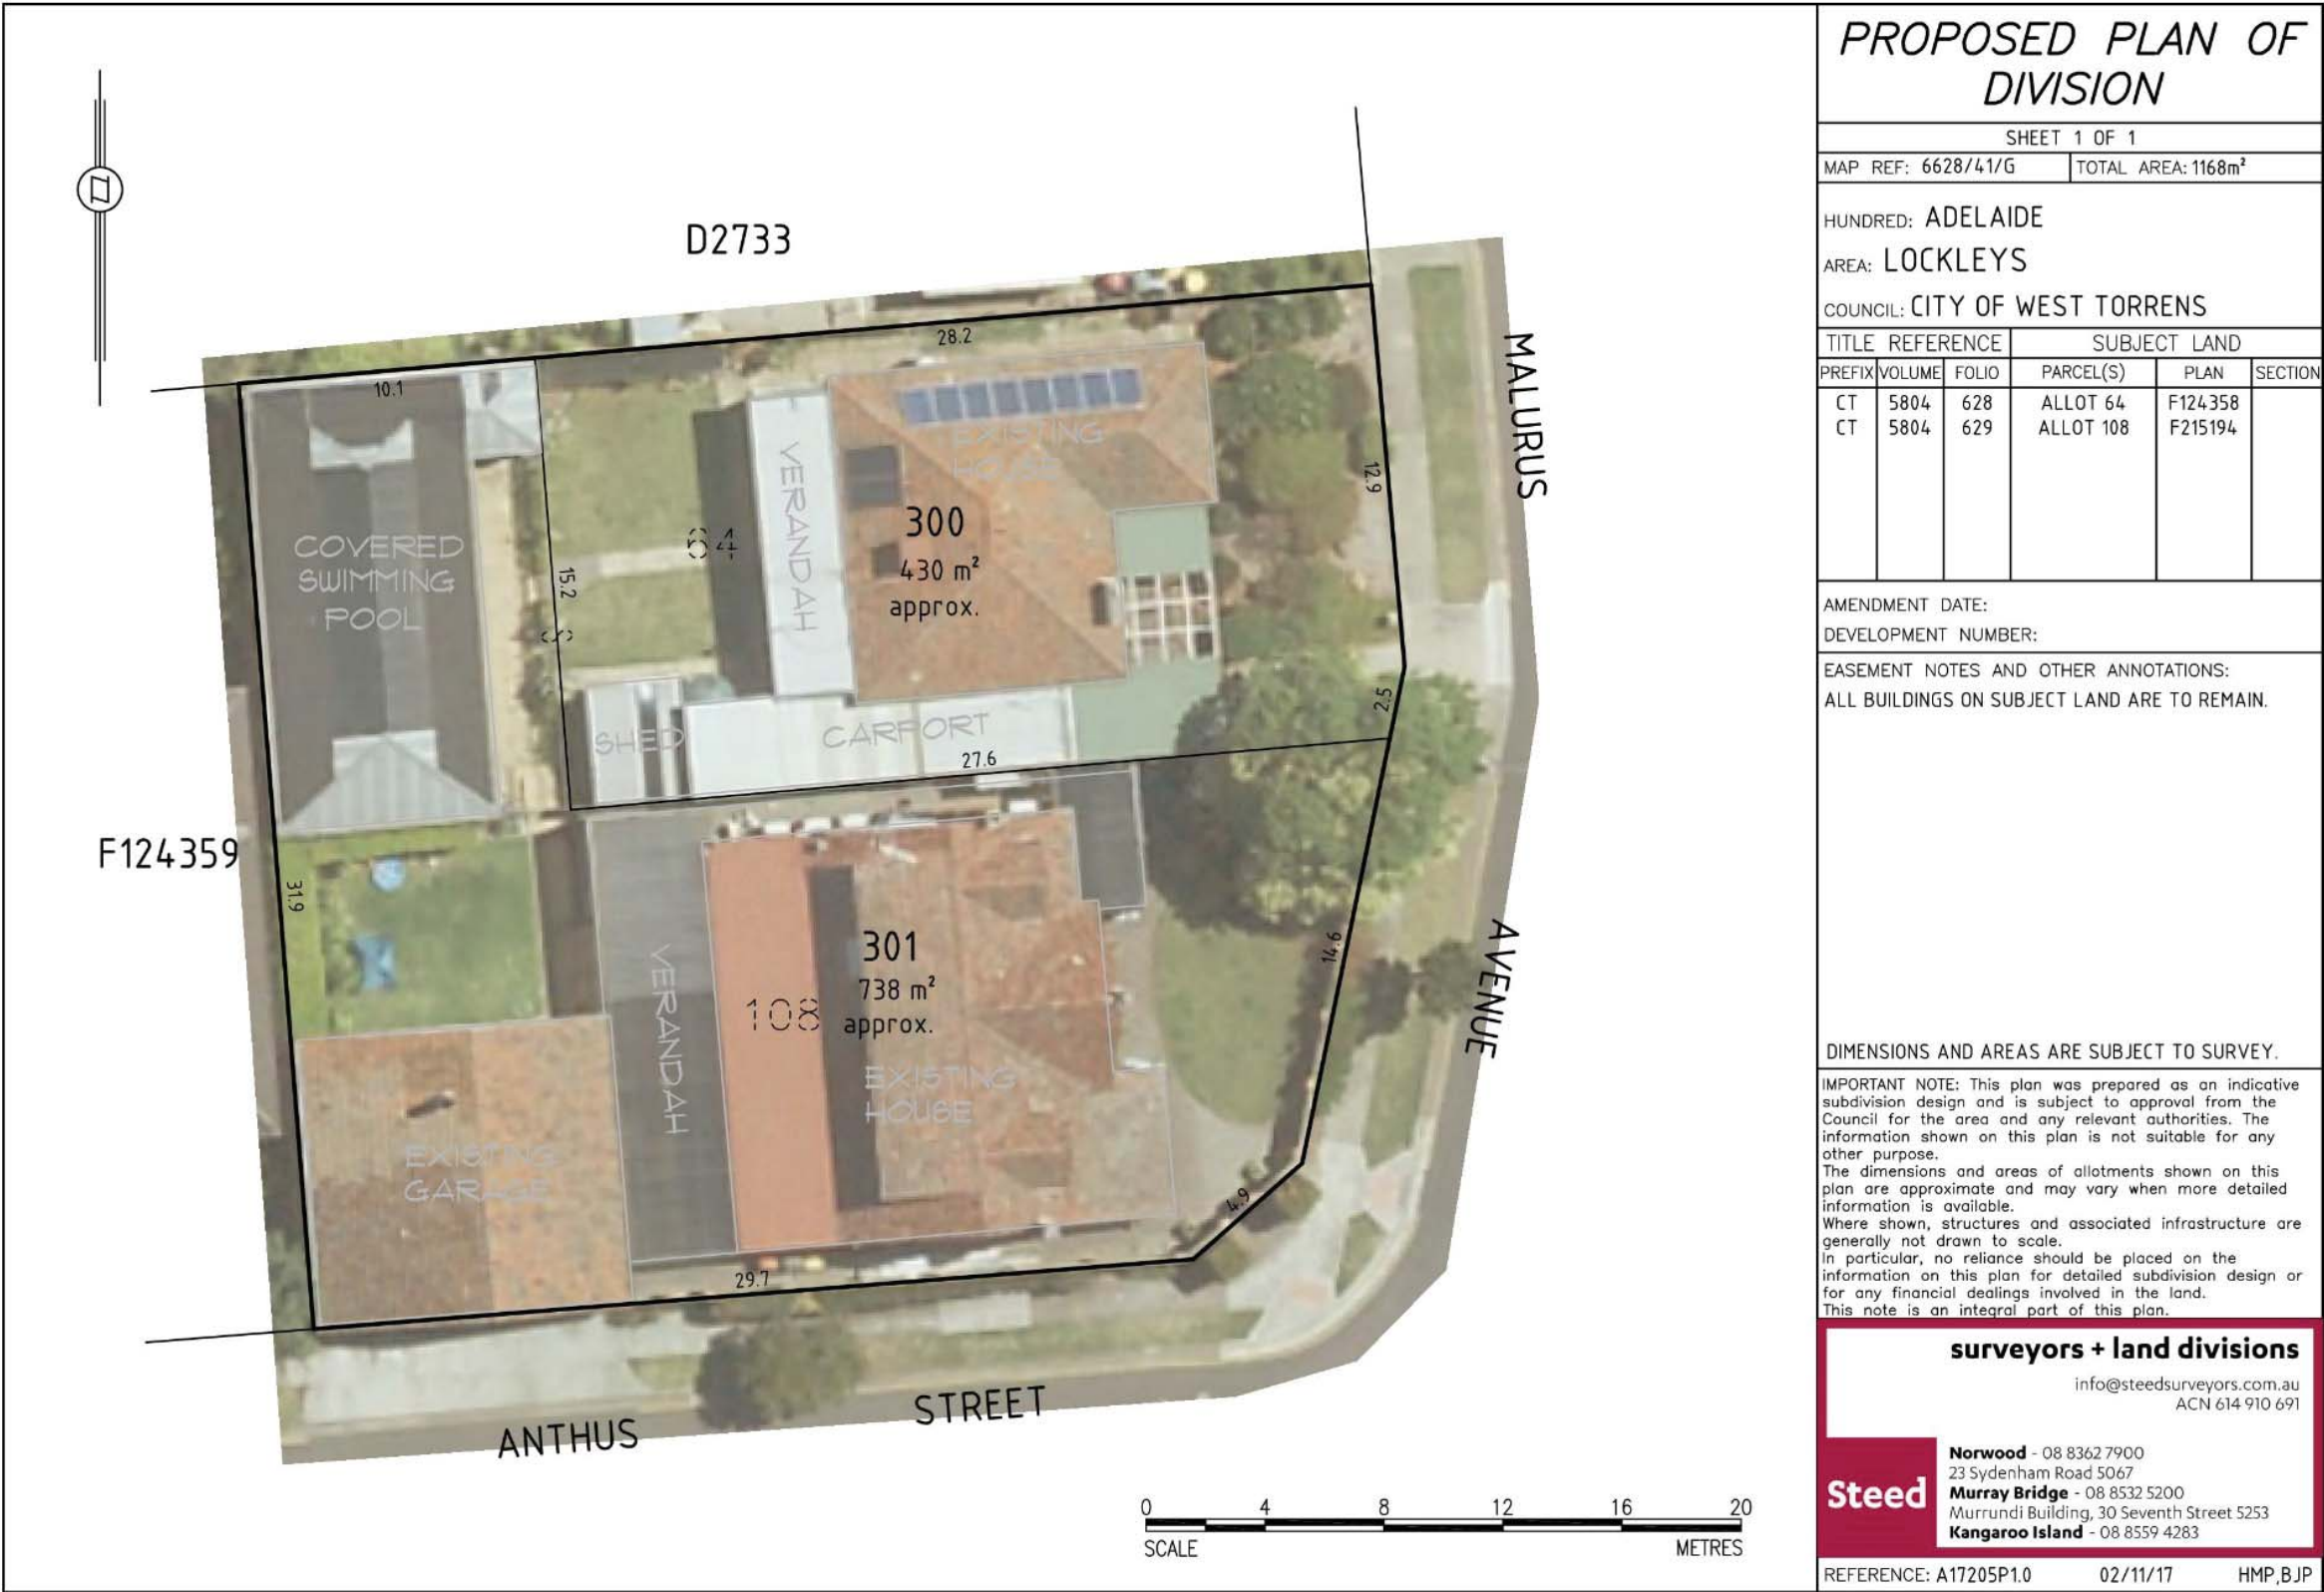 D2733
28.2
10.1
MALURUS
12.9
EXISTING
HOUSE
VERANDAH
300
430 m²
approx.
64
COVERED
SWIMMING
POOL
15.2
S
2.5
SHED
CARPORT
27.6
F124359
31.9
301
738 m²
approx.
108
VERANDAH
14.6
AVENUE
EXISTING
HOUSE
EXISTING
GARAGE
4.9
29.7
ANTHUS STREET
0 4 8 12 16 20
SCALE METRES
PROPOSED PLAN OF
DIVISION
SHEET 1 OF 1
MAP REF: 6628/41/G TOTAL AREA: 1168m²
HUNDRED: ADELAIDE
AREA: LOCKLEYS
COUNCIL: CITY OF WEST TORRENS
TITLE REFERENCE SUBJECT LAND
PREFIX VOLUME FOLIO PARCEL(S) PLAN SECTION
CT 5804 628 ALLOT 64 F124358
CT 5804 629 ALLOT 108 F215194
AMENDMENT DATE:
DEVELOPMENT NUMBER:
EASEMENT NOTES AND OTHER ANNOTATIONS:
ALL BUILDINGS ON SUBJECT LAND ARE TO REMAIN.
DIMENSIONS AND AREAS ARE SUBJECT TO SURVEY.
IMPORTANT NOTE: This plan was prepared as an indicative
subdivision design and is subject to approval from the
Council for the area and any relevant authorities. The
information shown on this plan is not suitable for any
other purpose.
The dimensions and areas of allotments shown on this
plan are approximate and may vary when more detailed
information is available.
Where shown, structures and associated infrastructure are
generally not drawn to scale.
In particular, no reliance should be placed on the
information on this plan for detailed subdivision design or
for any financial dealings involved in the land.
This note is an integral part of this plan.
surveyors + land divisions
info@steedsurveyors.com.au
ACN 614 910 691
Steed
Norwood - 08 8362 7900
23 Sydenham Road 5067
Murray Bridge - 08 8532 5200
Murrundi Building, 30 Seventh Street 5253
Kangaroo Island - 08 8559 4283
REFERENCE: A17205P1.0 02/11/17 HMP,BJP